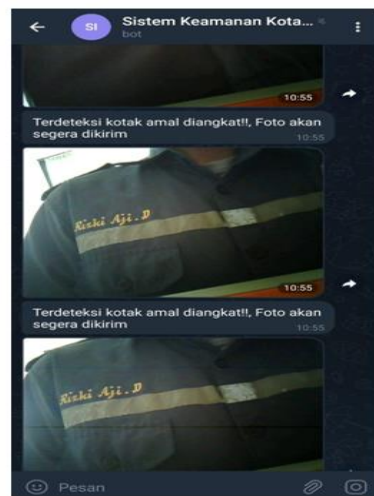 SI
Sistem Keamanan Kota...
bot
10:55
Terdeteksi kotak amal diangkat!!, Foto akan
segera dikirim
10:55
Rizki Aji . D
10:55
Terdeteksi kotak amal diangkat!!, Foto akan
segera dikirim
10:55
Rizki Aji . D
Pesan